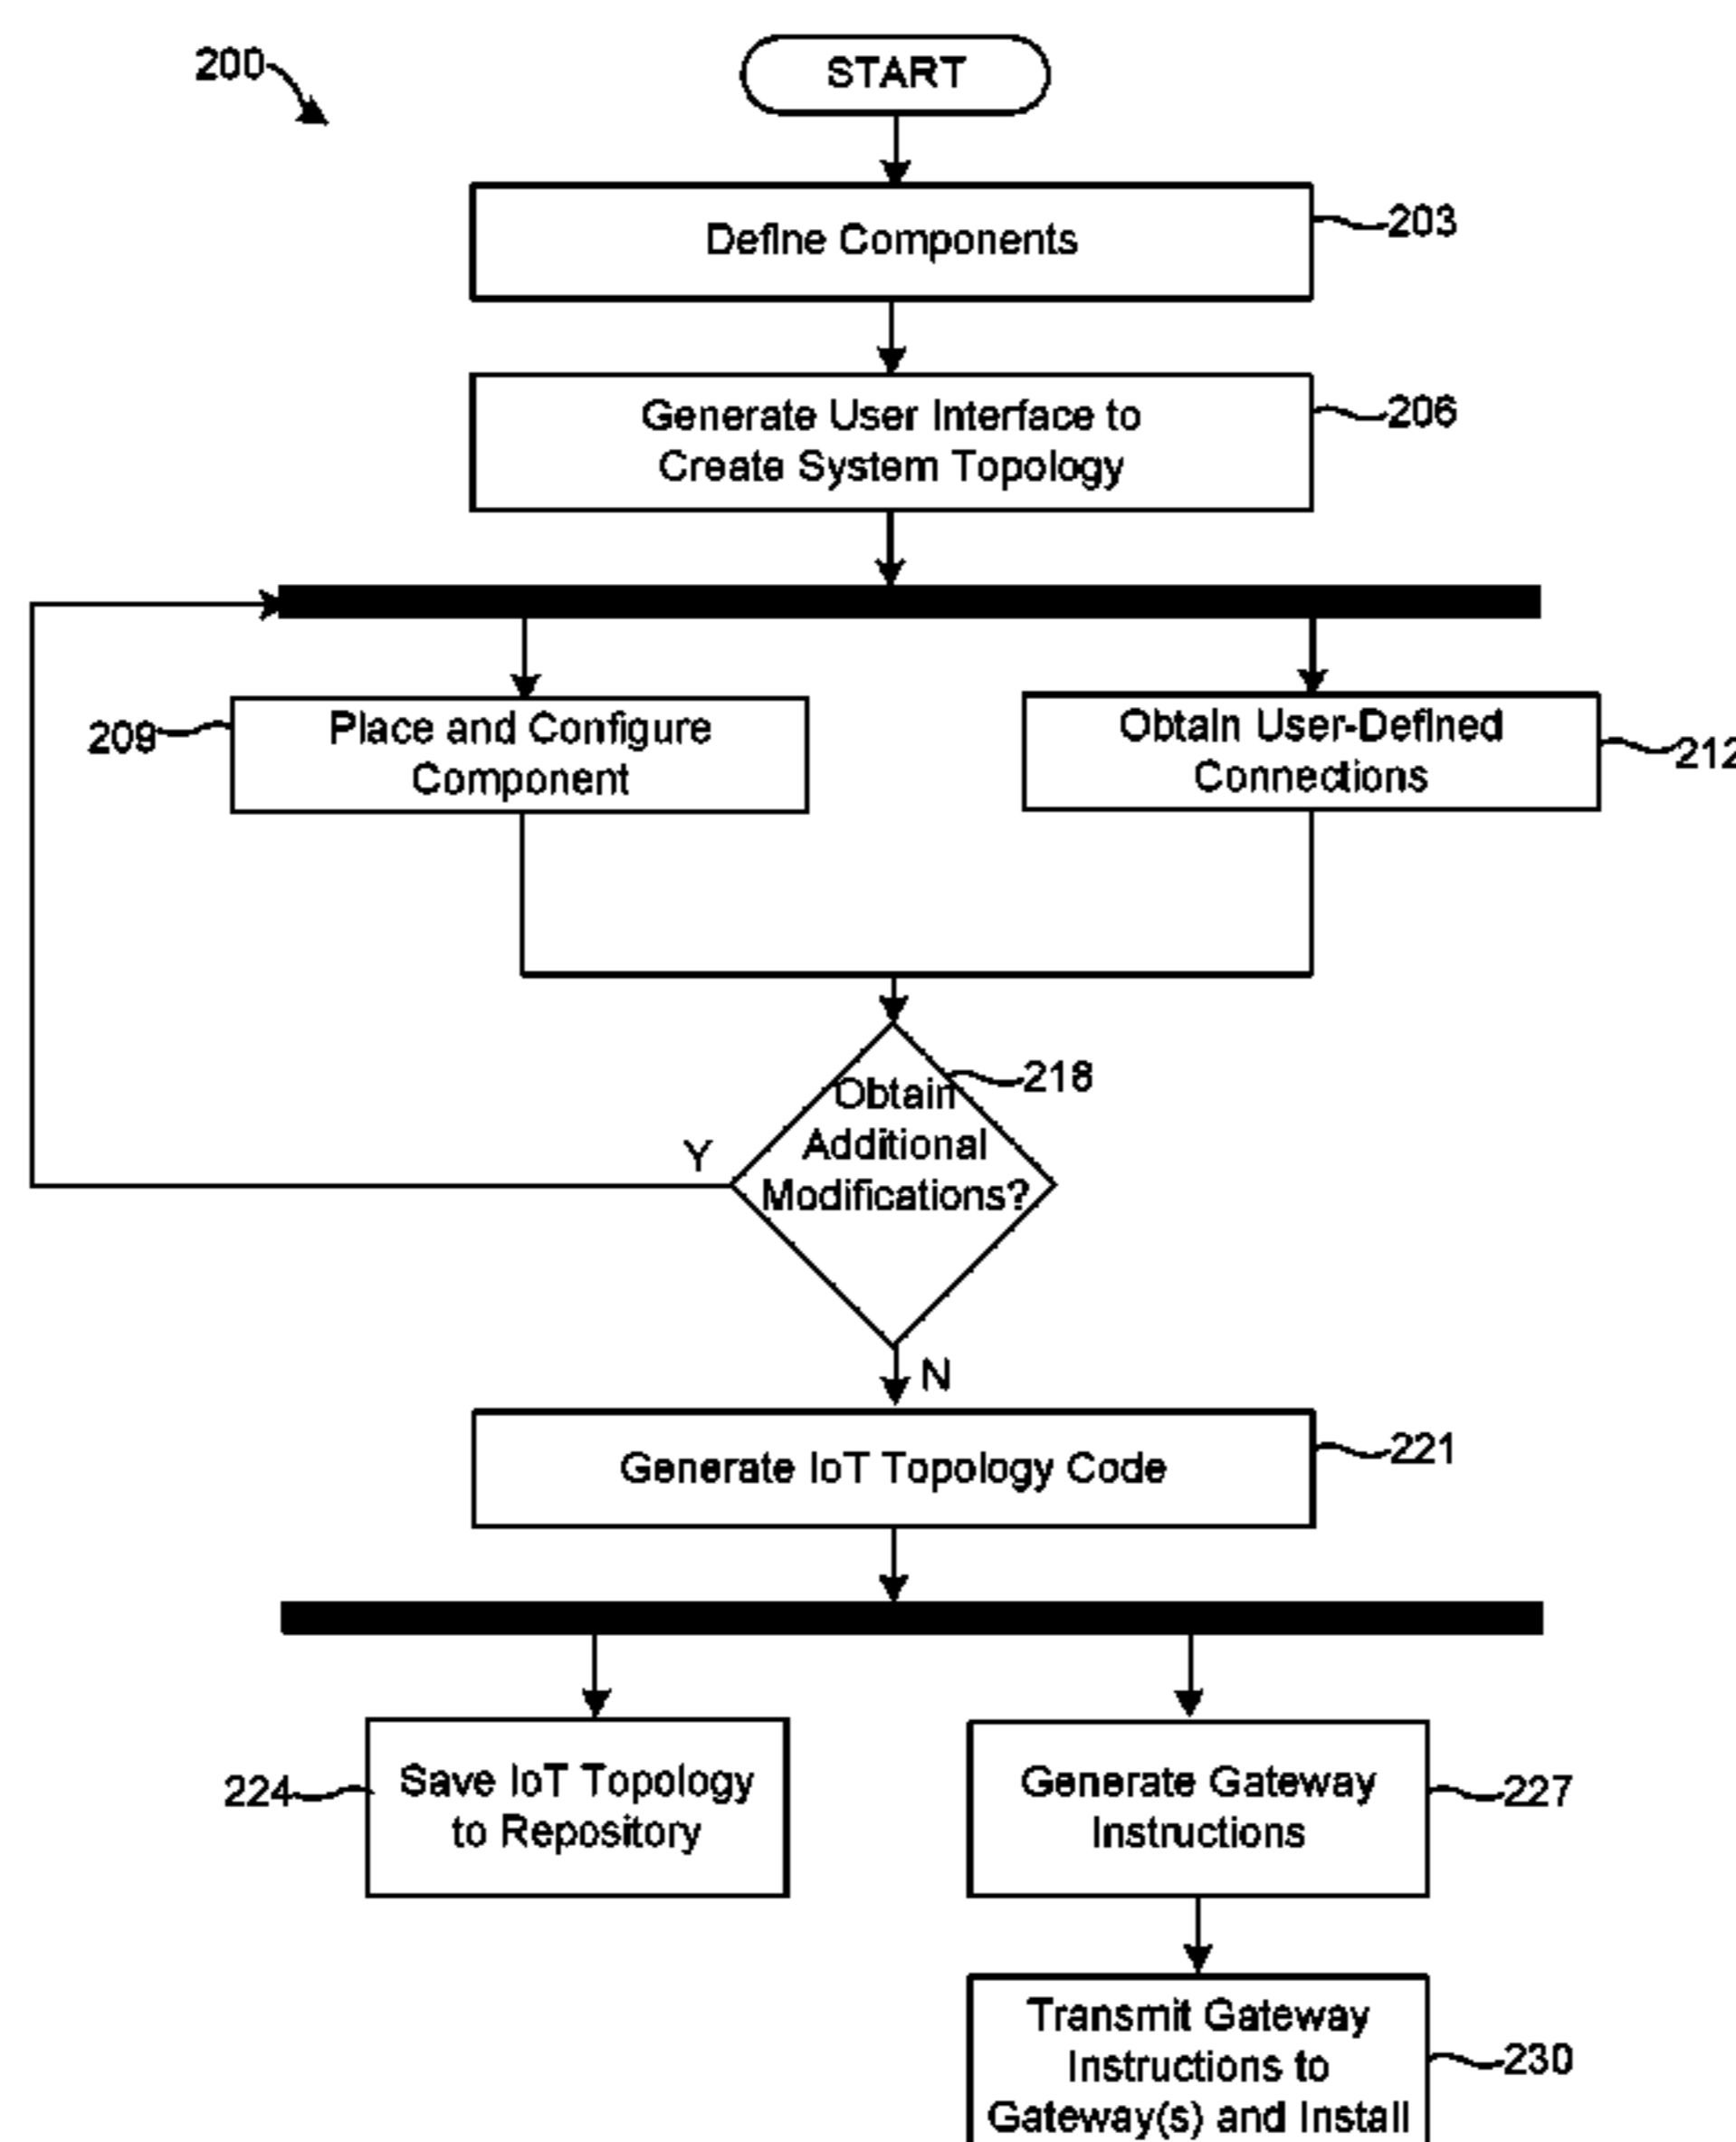 200
START
Define Components
203
Generate User Interface to
Create System Topology
206
209
Place and Configure
Component
Obtain User-Defined
Connections
212
218
Obtain
Additional
Modifications?
Y
N
Generate IoT Topology Code
221
224
Save IoT Topology
to Repository
Generate Gateway
Instructions
227
Transmit Gateway
Instructions to
Gateway(s) and Install
230